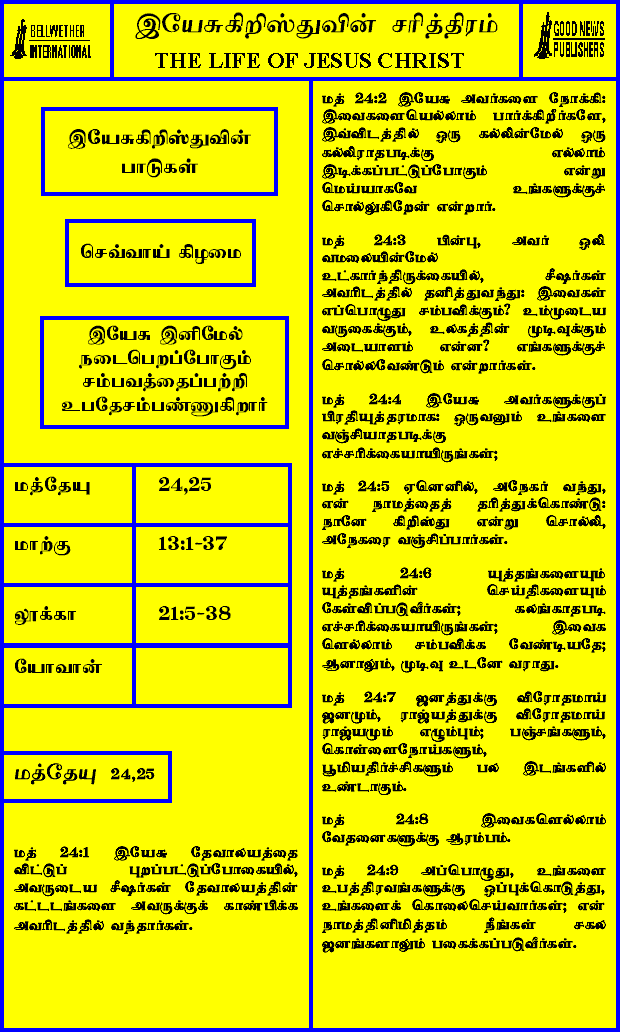 BELLWETHER
INTERNATIONAL
இயேசுகிறிஸ்துவின் சரித்திரம்
THE LIFE OF JESUS CHRIST
GOOD NEWS
PUBLISHERS
இயேசுகிறிஸ்துவின்
பாடுகள்
செவ்வாய் கிழமை
இயேசு இனிமேல்
நடைபெறப்போகும்
சம்பவத்தைப்பற்றி
உபதேசம்பண்ணுகிறார்
மத்தேயு 24,25
மாற்கு 13:1-37
லூக்கா 21:5-38
யோவான்
மத்தேயு 24,25
மத் 24:1 இயேசு தேவாலயத்தை
விட்டுப் புறப்பட்டுப்போகையில்,
அவருடைய சீஷர்கள் தேவாலயத்தின்
கட்டடங்களை அவருக்குக் காண்பிக்க
அவரிடத்தில் வந்தார்கள்.
மத் 24:2 இயேசு அவர்களை நோக்கி:
இவைகளையெல்லாம் பார்க்கிறீர்களே,
இவ்விடத்தில் ஒரு கல்லின்மேல் ஒரு
கல்லிராதபடிக்கு எல்லாம்
இடிக்கப்பட்டுப்போகும் என்று
மெய்யாகவே உங்களுக்குச்
சொல்லுகிறேன் என்றார்.
மத் 24:3 பின்பு, அவர் ஒலி
வமலையின்மேல்
உட்கார்ந்திருக்கையில், சீஷர்கள்
அவரிடத்தில் தனித்துவந்து: இவைகள்
எப்பொழுது சம்பவிக்கும்? உம்முடைய
வருகைக்கும், உலகத்தின் முடிவுக்கும்
அடையாளம் என்ன? எங்களுக்குச்
சொல்லவேண்டும் என்றார்கள்.
மத் 24:4 இயேசு அவர்களுக்குப்
பிரதியுத்தரமாக: ஒருவனும் உங்களை
வஞ்சியாதபடிக்கு
எச்சரிக்கையாயிருங்கள்;
மத் 24:5 ஏனெனில், அநேகர் வந்து,
என் நாமத்தைத் தரித்துக்கொண்டு:
நானே கிறிஸ்து என்று சொல்லி,
அநேகரை வஞ்சிப்பார்கள்.
மத் 24:6 யுத்தங்களையும்
யுத்தங்களின் செய்திகளையும்
கேள்விப்படுவீர்கள்; கலங்காதபடி
எச்சரிக்கையாயிருங்கள்; இவைக
ளெல்லாம் சம்பவிக்க வேண்டியதே;
ஆனாலும், முடிவு உடனே வராது.
மத் 24:7 ஜனத்துக்கு விரோதமாய்
ஜனமும், ராஜ்யத்துக்கு விரோதமாய்
ராஜ்யமும் எழும்பும்; பஞ்சங்களும்,
கொள்ளைநோய்களும்,
பூமியதிர்ச்சிகளும் பல இடங்களில்
உண்டாகும்.
மத் 24:8 இவைகளெல்லாம்
வேதனைகளுக்கு ஆரம்பம்.
மத் 24:9 அப்பொழுது, உங்களை
உபத்திரவங்களுக்கு ஒப்புக்கொடுத்து,
உங்களைக் கொலைசெய்வார்கள்; என்
நாமத்தினிமித்தம் நீங்கள் சகல
ஜனங்களாலும் பகைக்கப்படுவீர்கள்.